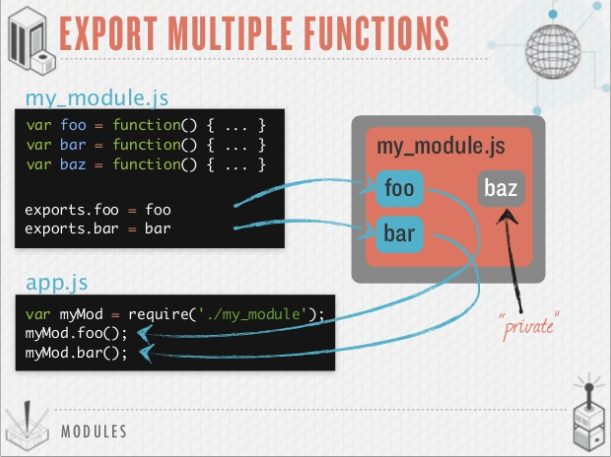 EXPORT MULTIPLE FUNCTIONS
my_module.js
var foo = function() { ... }
var bar = function() { ... }
var baz = function() { ... }
exports.foo = foo
exports.bar = bar
my_module.js
foo
baz
bar
"private"
app.js
var myMod = require('./my_module');
myMod.foo();
myMod.bar();
MODULES